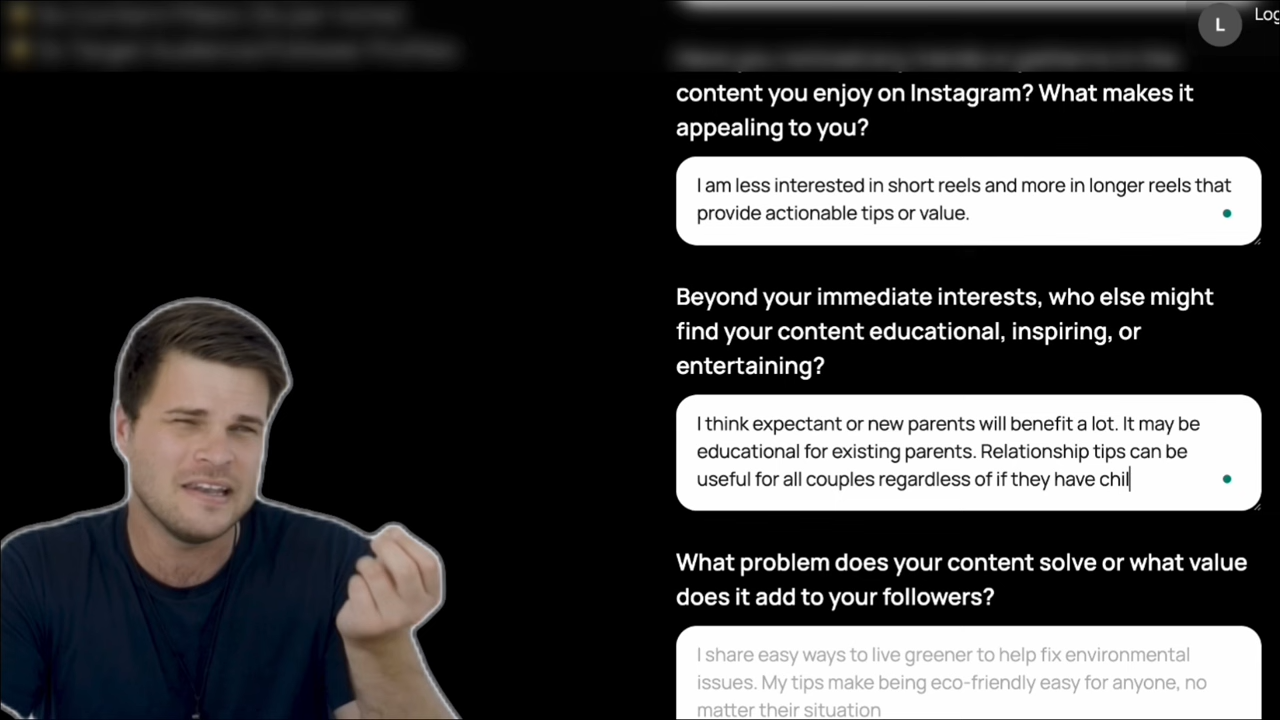 L
Log
content you enjoy on Instagram? What makes it
appealing to you?
I am less interested in short reels and more in longer reels that
provide actionable tips or value.
Beyond your immediate interests, who else might
find your content educational, inspiring, or
entertaining?
I think expectant or new parents will benefit a lot. It may be
educational for existing parents. Relationship tips can be
useful for all couples regardless of if they have chil
What problem does your content solve or what value
does it add to your followers?
I share easy ways to live greener to help fix environmental
issues. My tips make being eco-friendly easy for anyone, no
matter their situation